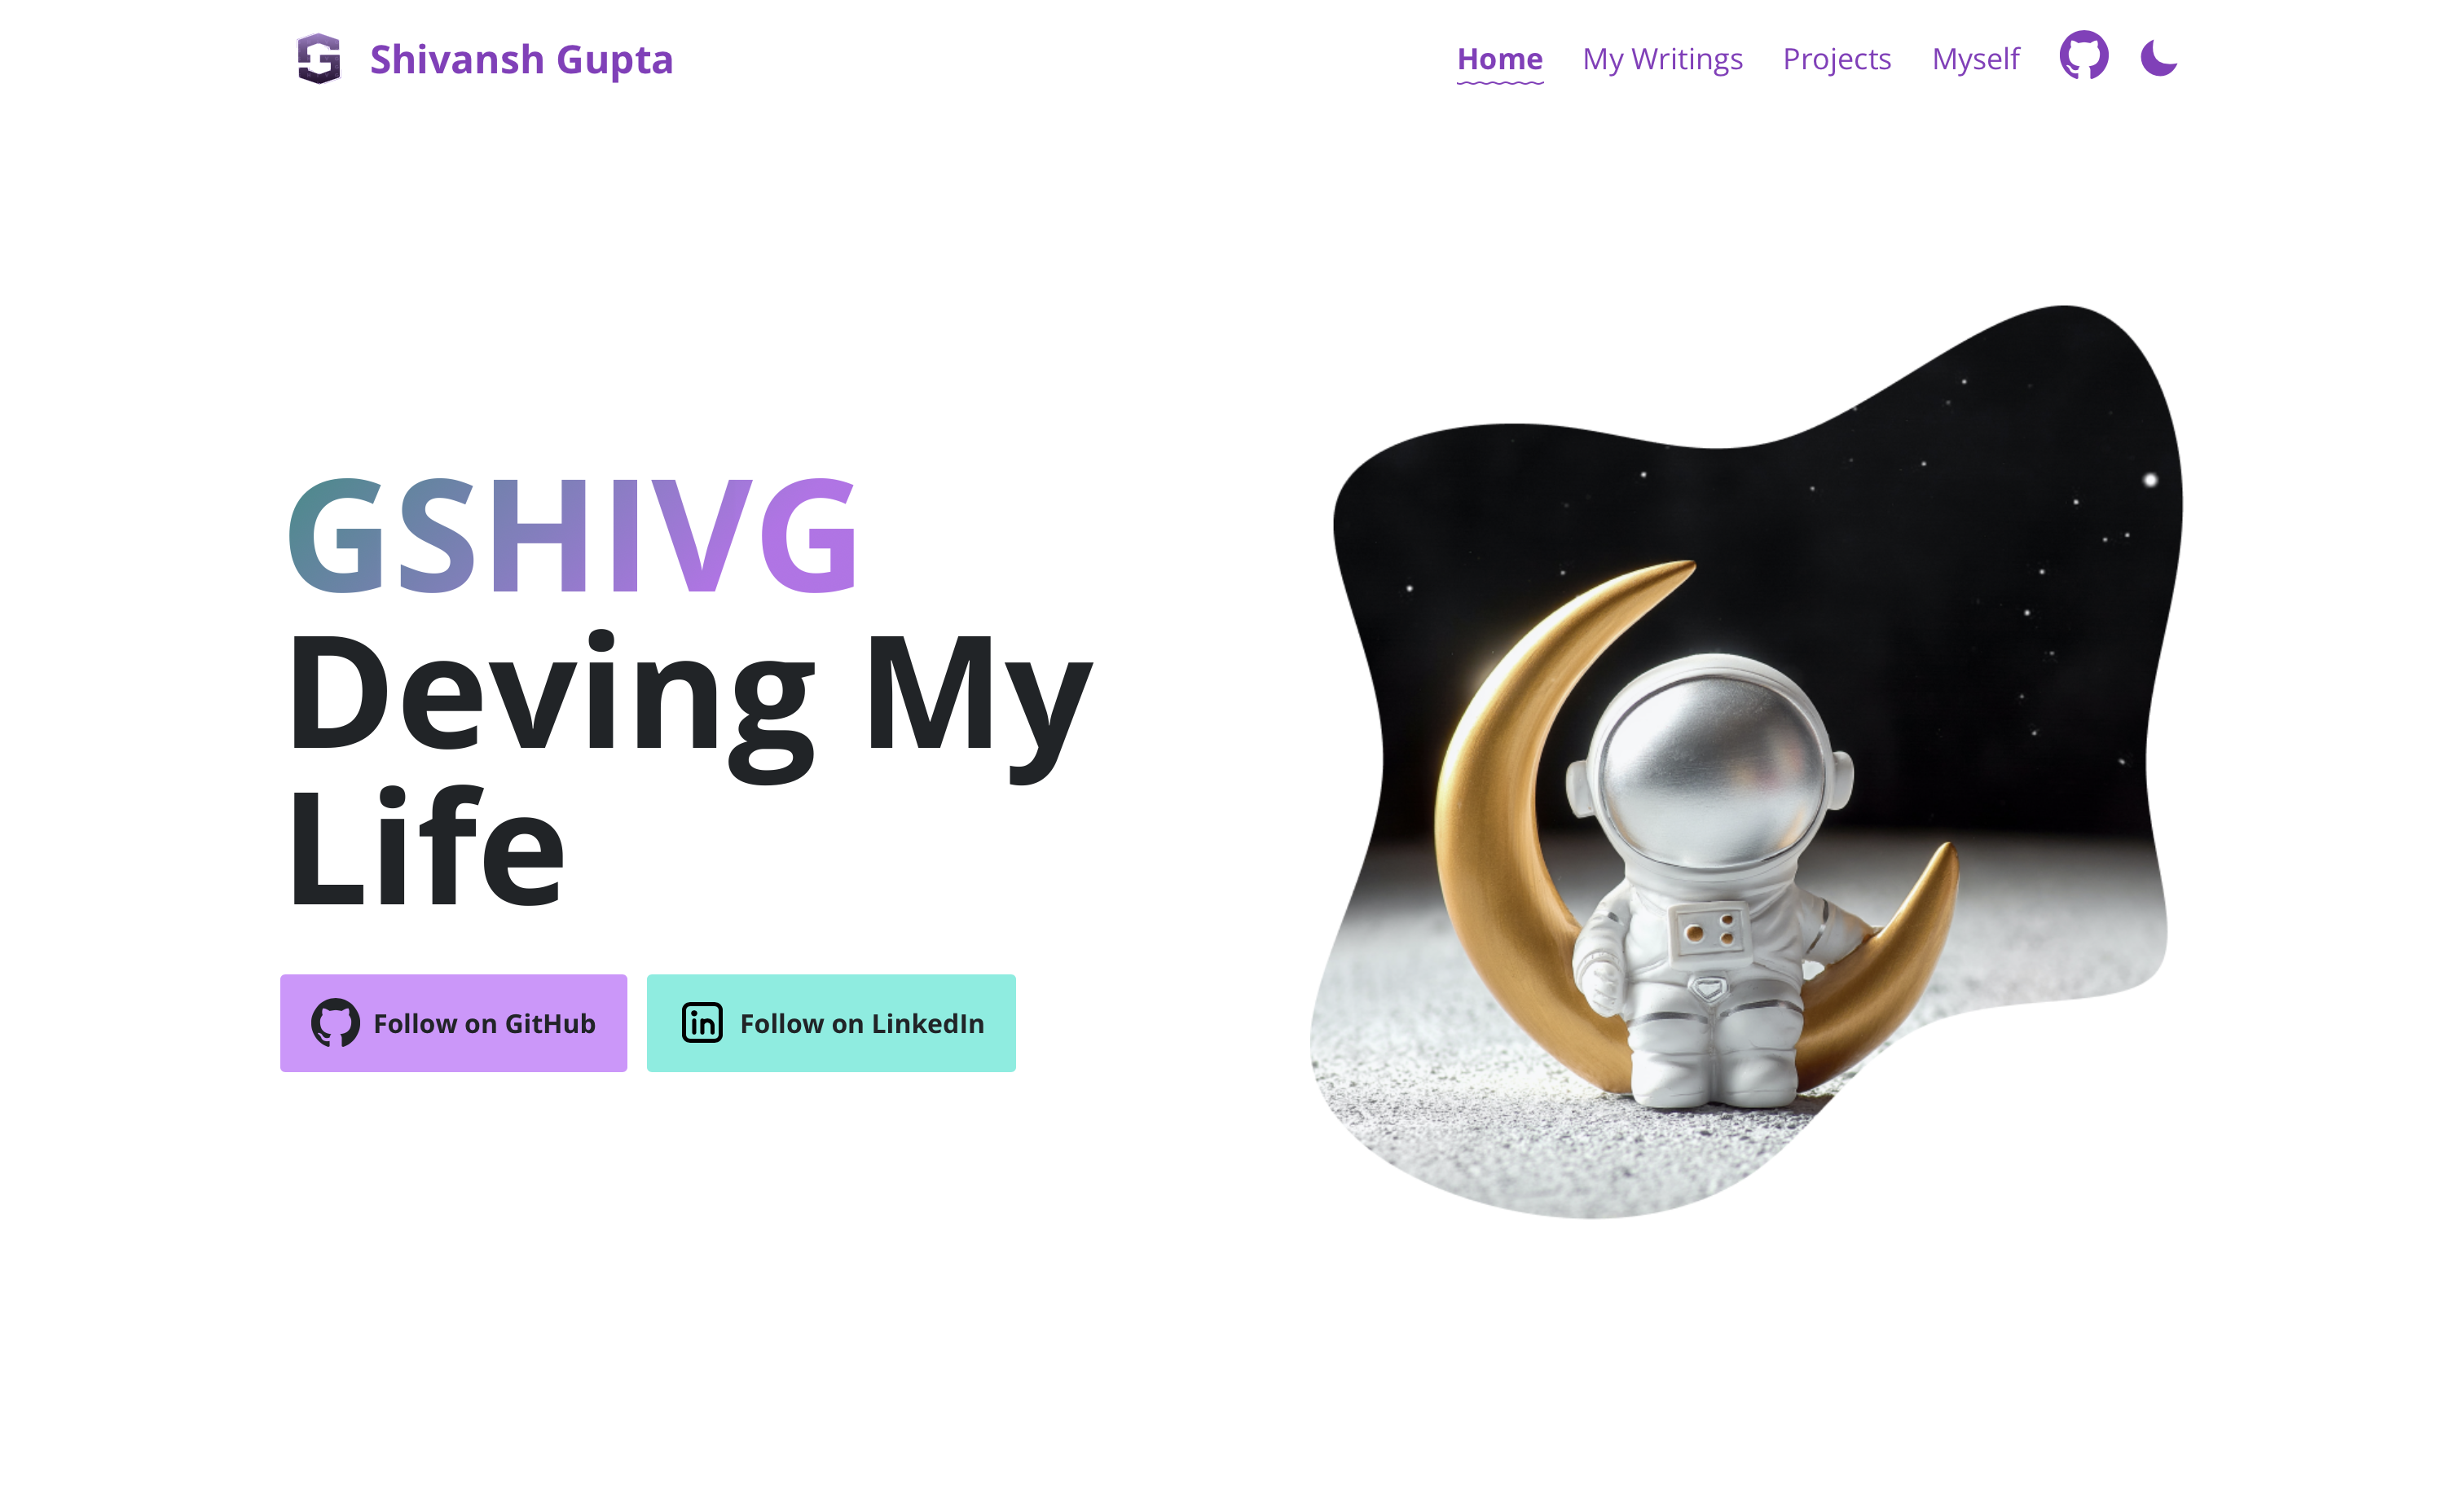 Shivansh Gupta
Home My Writings Projects Myself
GSHIVG
Deving My
Life
Follow on GitHub Follow on LinkedIn